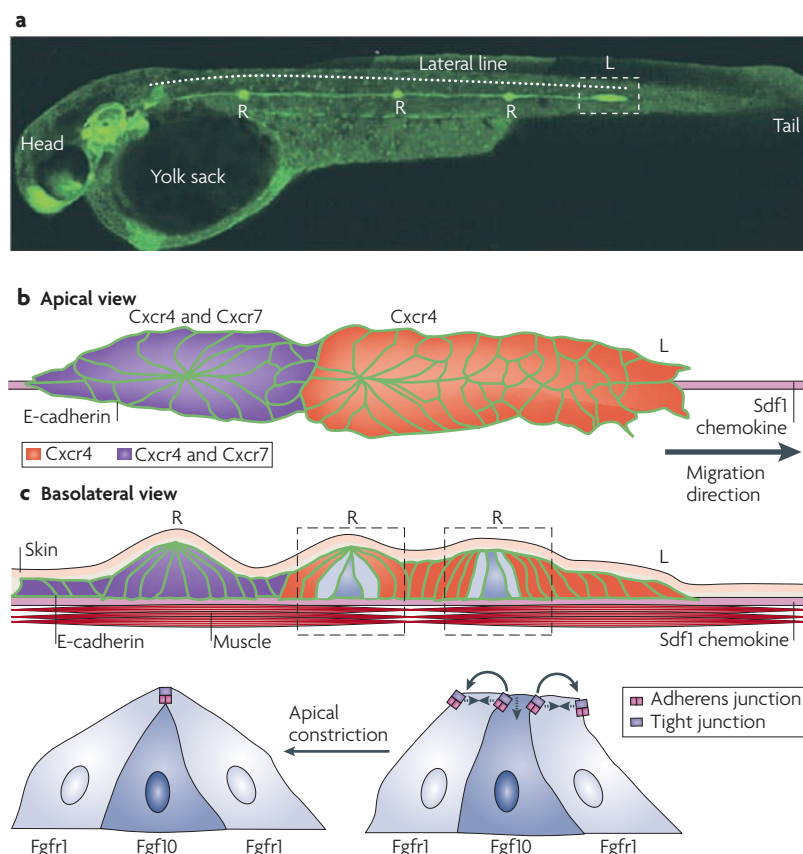 a
Lateral line
L
R
R
R
Head
Yolk sack
Tail
b Apical view
Cxcr4 and Cxcr7
Cxcr4
L
E-cadherin
Sdf1
chemokine
Cxcr4
Cxcr4 and Cxcr7
Migration
direction
c Basolateral view
R
R
R
Skin
L
E-cadherin
Muscle
Sdf1 chemokine
Adherens junction
Tight junction
Apical
constriction
Fgfr1
Fgf10
Fgfr1
Fgfr1
Fgf10
Fgfr1